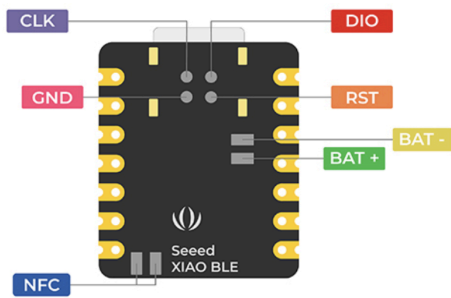 CLK
DIO
GND
RST
BAT -
BAT +
Seeed
XIAO BLE
NFC